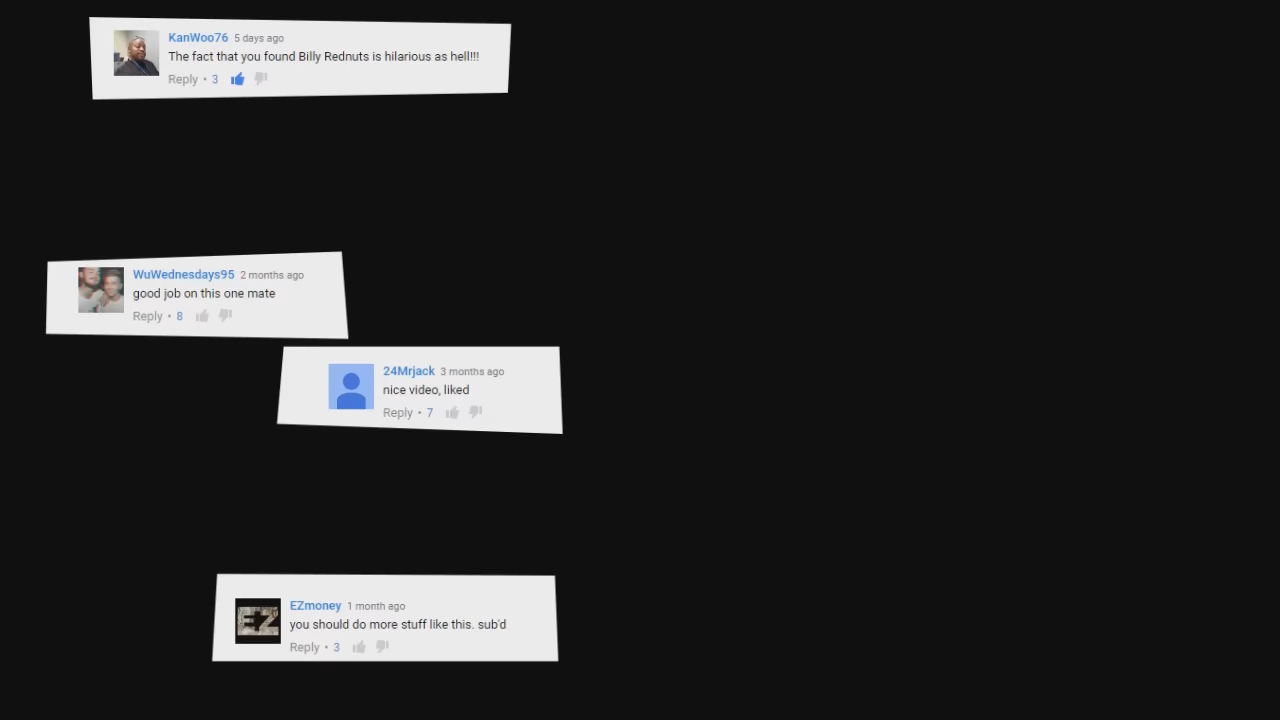 KanWoo76 5 days ago
The fact that you found Billy Rednuts is hilarious as hell!!!
Reply • 3
WuWednesdays95 2 months ago
good job on this one mate
Reply • 8
24Mrjack 3 months ago
nice video, liked
Reply • 7
EZ
EZmoney 1 month ago
you should do more stuff like this. sub'd
Reply • 3